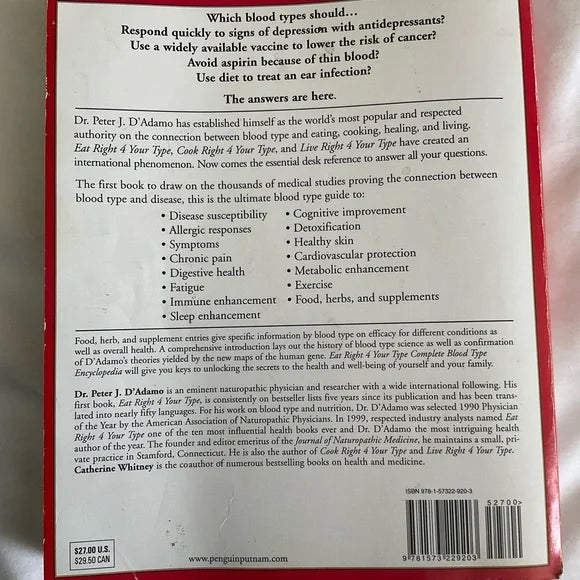 Which blood types should…
Respond quickly to signs of depression with antidepressants?
Use a widely available vaccine to lower the risk of cancer?
Avoid aspirin because of thin blood?
Use diet to treat an ear infection?
The answers are here.
Dr. Peter J. D'Adamo has established himself as the world's most popular and respected
authority on the connection between blood type and eating, cooking, healing, and living.
Eat Right 4 Your Type, Cook Right 4 Your Type, and Live Right 4 Your Type have created an
international phenomenon. Now comes the essential desk reference to answer all your questions.
The first book to draw on the thousands of medical studies proving the connection between
blood type and disease, this is the ultimate blood type guide to:
• Disease susceptibility
• Allergic responses
• Symptoms
• Chronic pain
• Digestive health
• Fatigue
• Immune enhancement
• Sleep enhancement
• Cognitive improvement
• Detoxification
• Healthy skin
• Cardiovascular protection
• Metabolic enhancement
• Exercise
• Food, herbs, and supplements
Food, herb, and supplement entries give specific information by blood type on efficacy for different conditions as
well as overall health. A comprehensive introduction lays out the history of blood type science as well as confirmation
of D'Adamo's theories yielded by the new maps of the human gene. Eat Right 4 Your Type Complete Blood Type
Encyclopedia will give you keys to unlocking the secrets to the health and well-being of yourself and your family.
Dr. Peter J. D'Adamo is an eminent naturopathic physician and researcher with a wide international following. His
first book, Eat Right 4 Your Type, is consistently on bestseller lists five years since its publication and has been trans-
lated into nearly fifty languages. For his work on blood type and nutrition, Dr. D'Adamo was selected 1990 Physician
of the Year by the American Association of Naturopathic Physicians. In 1999, respected industry analysts named Eat
Right 4 Your Type one of the ten most influential health books ever and Dr. D'Adamo the most intriguing health
author of the year. The founder and editor emeritus of the Journal of Naturopathic Medicine, he maintains a small, pri-
vate practice in Stamford, Connecticut. He is also the author of Cook Right 4 Your Type and Live Right 4 Your Type.
Catherine Whitney is the coauthor of numerous bestselling books on health and medicine.
ISBN 978-1-57322-920-3
52700>
9 781573 229203
$27.00 U.S.
$29.50 CAN
www.penguinputnam.com